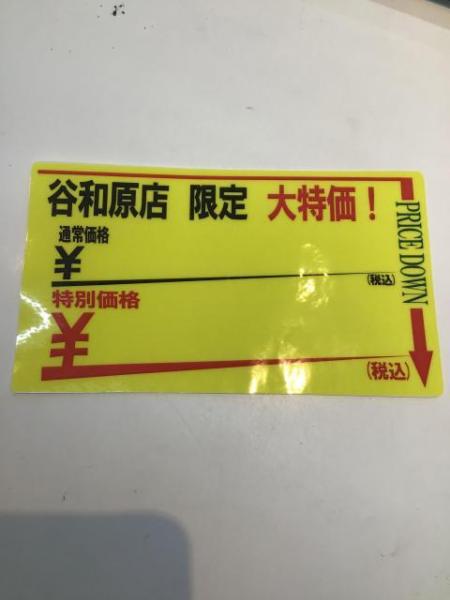 谷和原店 限定 大特価！
通常価格
¥
(税込)
特別価格
¥
(税込)
PRICE DOWN